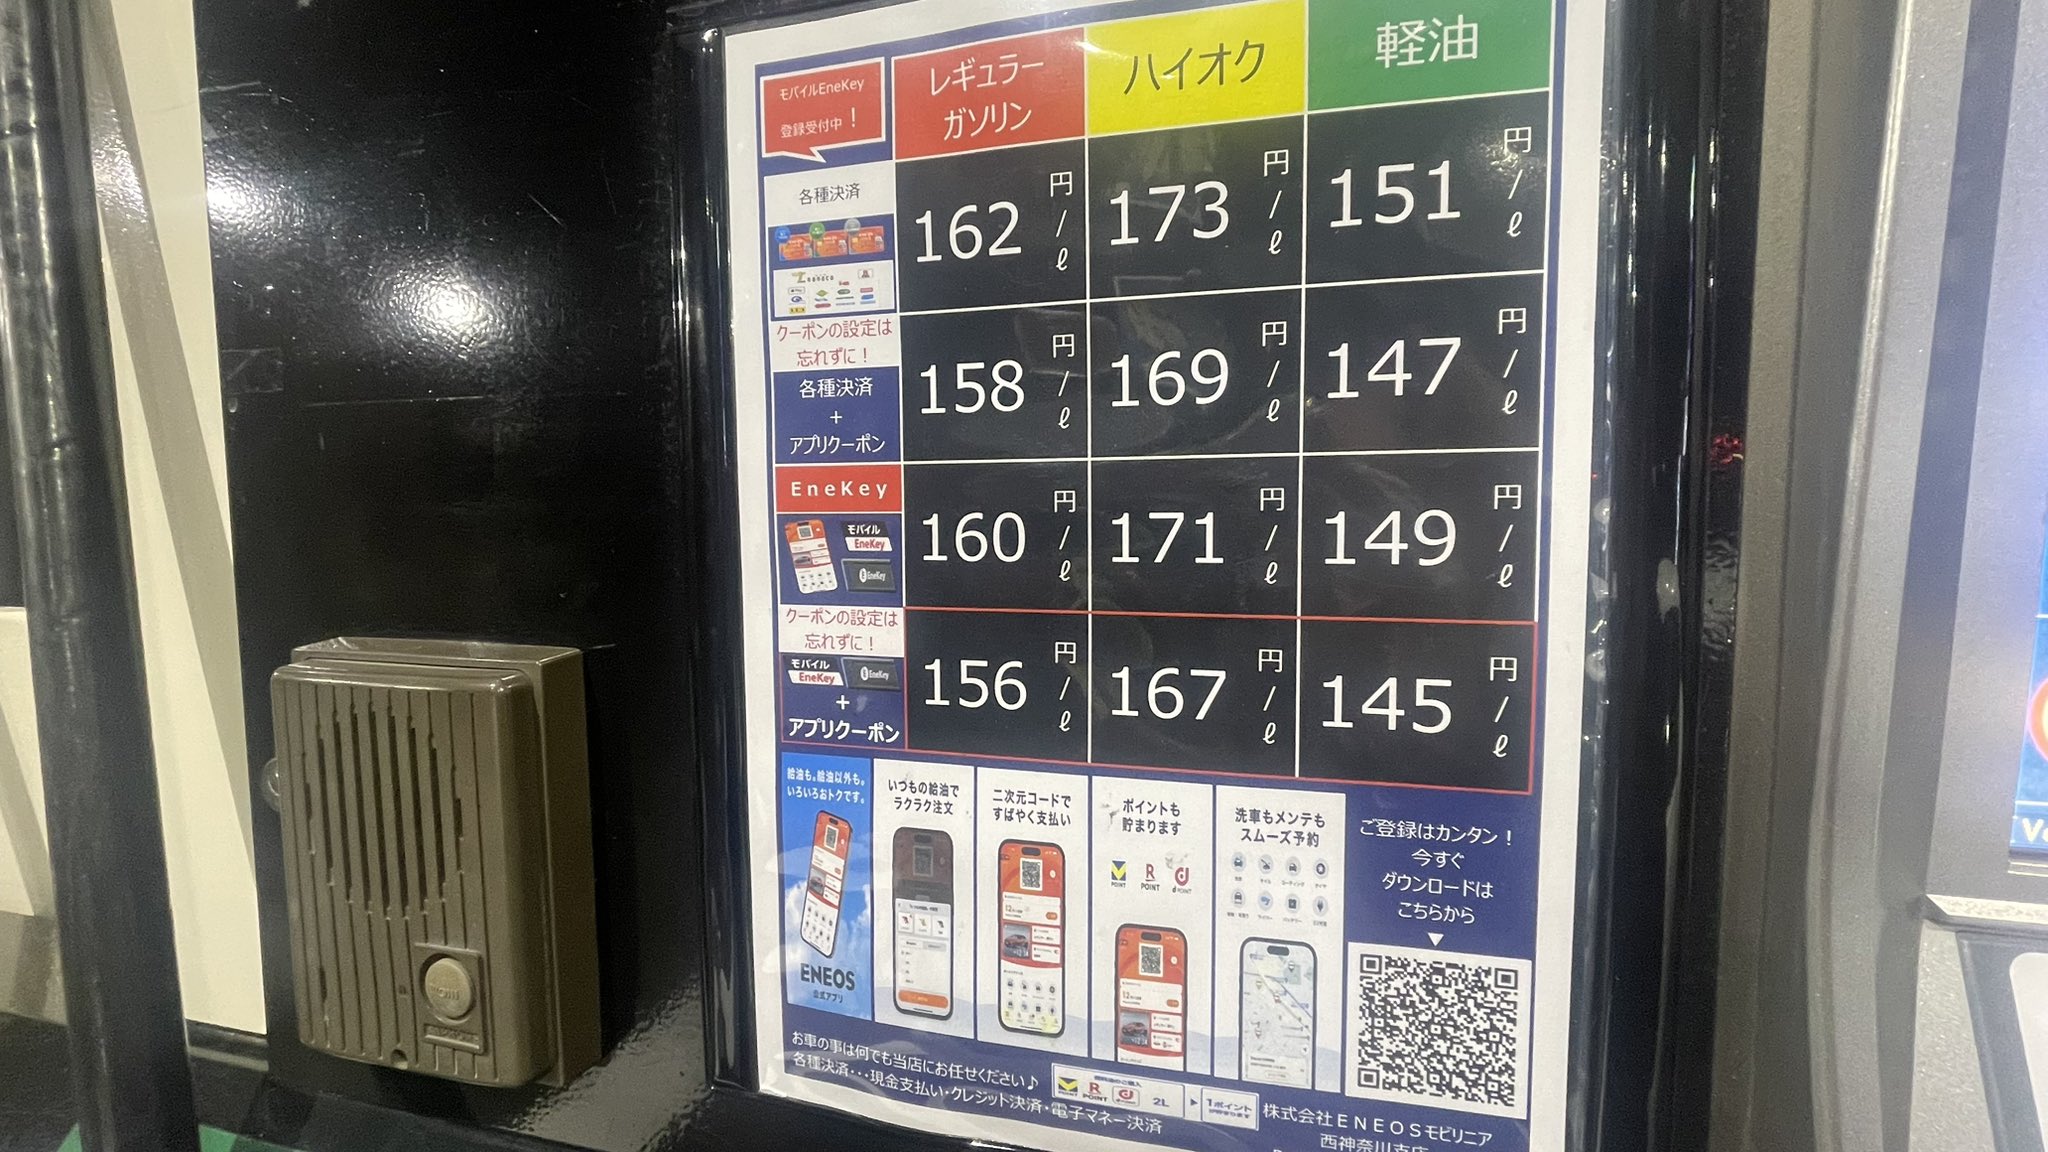 モバイルEneKey
登録受付中！
レギュラー
ガソリン
ハイオク
軽油
各種決済
162 円/ℓ
173 円/ℓ
151 円/ℓ
クーポンの設定は
忘れずに！
各種決済
+
アプリクーポン
158 円/ℓ
169 円/ℓ
147 円/ℓ
EneKey
モバイル
EneKey
EneKey
160 円/ℓ
171 円/ℓ
149 円/ℓ
クーポンの設定は
忘れずに！
モバイル
EneKey
EneKey
+
アプリクーポン
156 円/ℓ
167 円/ℓ
145 円/ℓ
給油も。給油以外も。
いろいろおトクです。
ENEOS
公式アプリ
いつもの給油で
ラクラク注文
二次元コードで
すばやく支払い
ポイントも
貯まります
V
POINT
R
POINT
d
POINT
洗車もメンテも
スムーズ予約
ご登録はカンタン！
今すぐ
ダウンロードは
こちらから
▼
お車の事は何でも当店にお任せください♪
各種決済・・・現金支払い・クレジット決済・電子マネー決済
V
POINT
R
POINT
d
POINT
2L
▶
1ポイント
株式会社ENEOSモビリニア
西神奈川支店